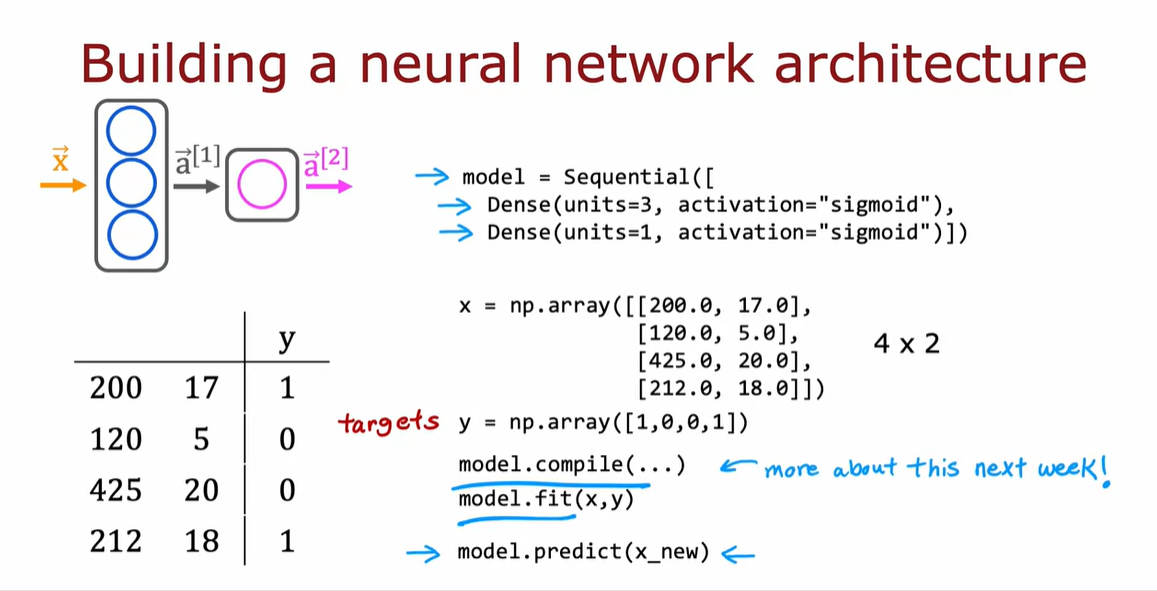 Building a neural network architecture
x⃗
a⃗[1]
a⃗[2]
model = Sequential([
Dense(units=3, activation="sigmoid"),
Dense(units=1, activation="sigmoid")])
y
200 17 1
120 5 0
425 20 0
212 18 1
x = np.array([[200.0, 17.0],
[120.0, 5.0],
[425.0, 20.0],
[212.0, 18.0]])
4 x 2
targets y = np.array([1,0,0,1])
model.compile(...) more about this next week!
model.fit(x,y)
model.predict(x_new)